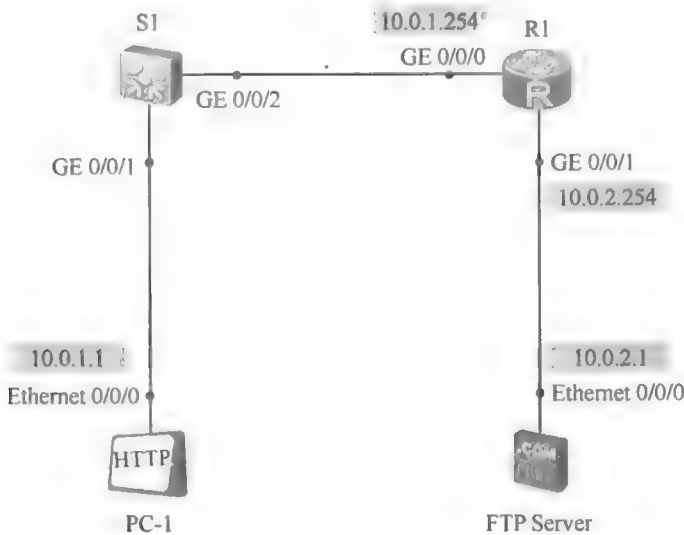 S1
10.0.1.254
R1
GE 0/0/0
GE 0/0/2
R
GE 0/0/1
GE 0/0/1
10.0.2.254
10.0.1.1
10.0.2.1
Ethernet 0/0/0
Ethernet 0/0/0
HTTP
PC-1
FTP Server